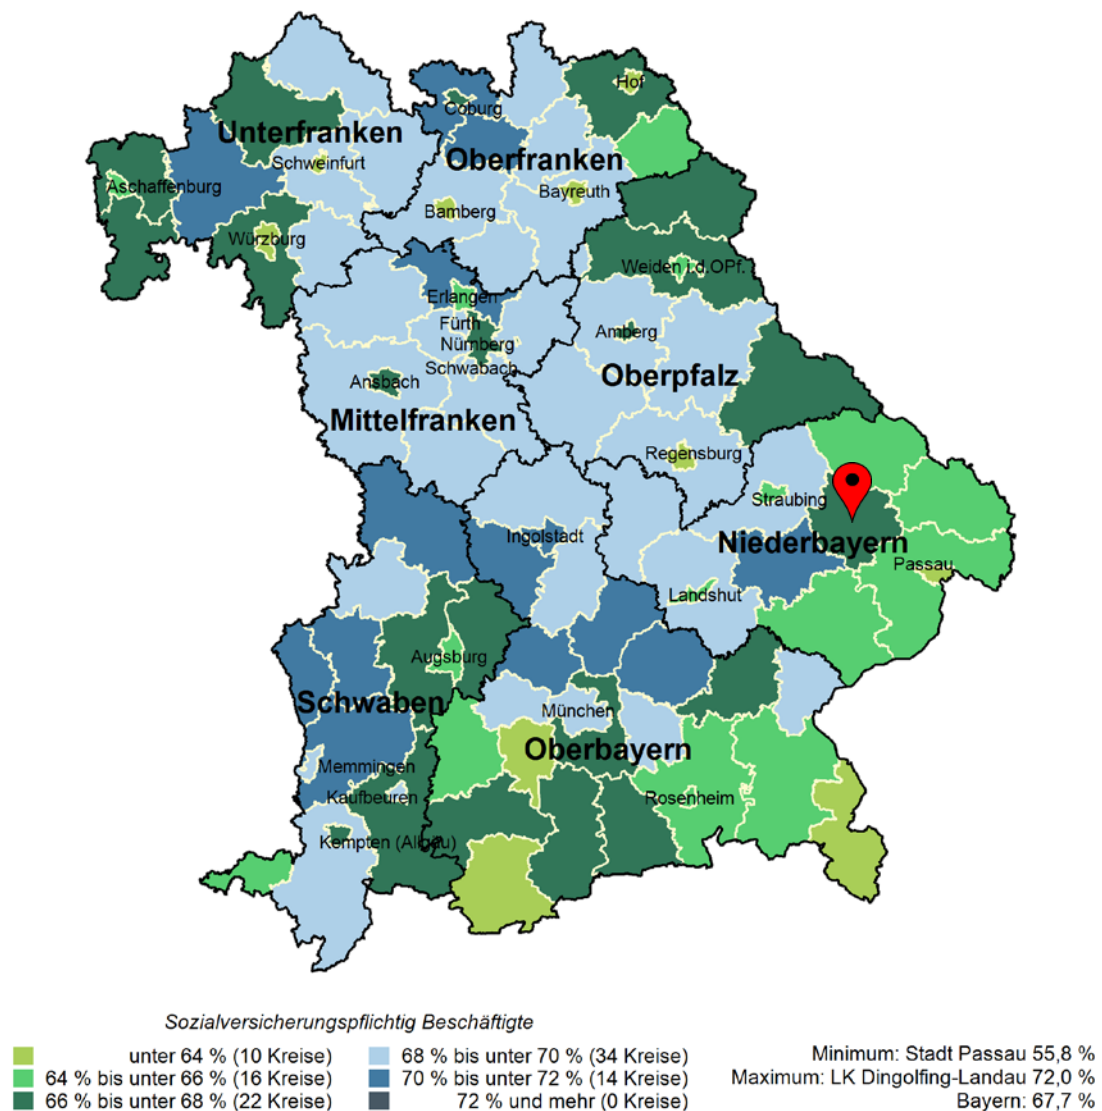 Hof
Coburg
Unterfranken
Oberfranken
Schweinfurt
Aschaffenburg
Bayreuth
Bamberg
Würzburg
Weiden i.d.OPf.
Erlangen
Fürth
Amberg
Nürnberg
Schwabach
Oberpfalz
Ansbach
Mittelfranken
Regensburg
Straubing
Ingolstadt
Niederbayern
Passau
Landshut
Augsburg
Schwaben
München
Oberbayern
Memmingen
Kaufbeuren
Rosenheim
Kempten (Allgäu)
Sozialversicherungspflichtig Beschäftigte
unter 64 % (10 Kreise)
64 % bis unter 66 % (16 Kreise)
66 % bis unter 68 % (22 Kreise)
68 % bis unter 70 % (34 Kreise)
70 % bis unter 72 % (14 Kreise)
72 % und mehr (0 Kreise)
Minimum: Stadt Passau 55,8 %
Maximum: LK Dingolfing-Landau 72,0 %
Bayern: 67,7 %